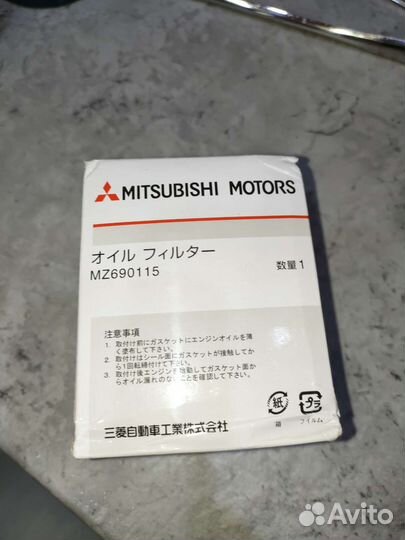 MITSUBISHI MOTORS
オイル フィルター
MZ690115
数量 1
注意事項
1. 取付け前にガスケットにエンジンオイルを薄
く塗布して下さい。
2. 取付けはシール面にガスケットが接触してか
ら1回転締付けて下さい。
3. 取付け後エンジンを始動してガスケット面か
らオイル漏れのないことを確認して下さい。
紙
プラ
箱
フィルム
三菱自動車工業株式会社
Avito